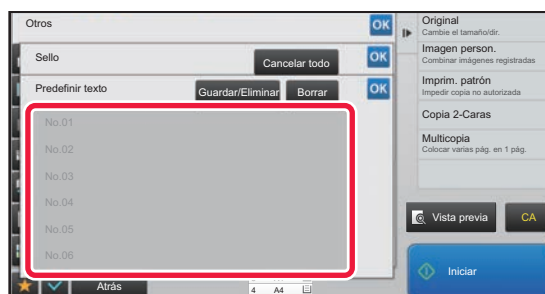 Otros
OK
Sello
Cancelar todo
OK
Predefinir texto
Guardar/Eliminar
Borrar
OK
No.01
No.02
No.03
No.04
No.05
No.06
Atrás
4 A4
Original
Cambie el tamaño/dir.
Imagen person.
Combinar imágenes registradas
Imprim. patrón
Impedir copia no autorizada
Copia 2-Caras
Multicopia
Colocar varias pág. en 1 pág.
Vista previa
CA
Iniciar